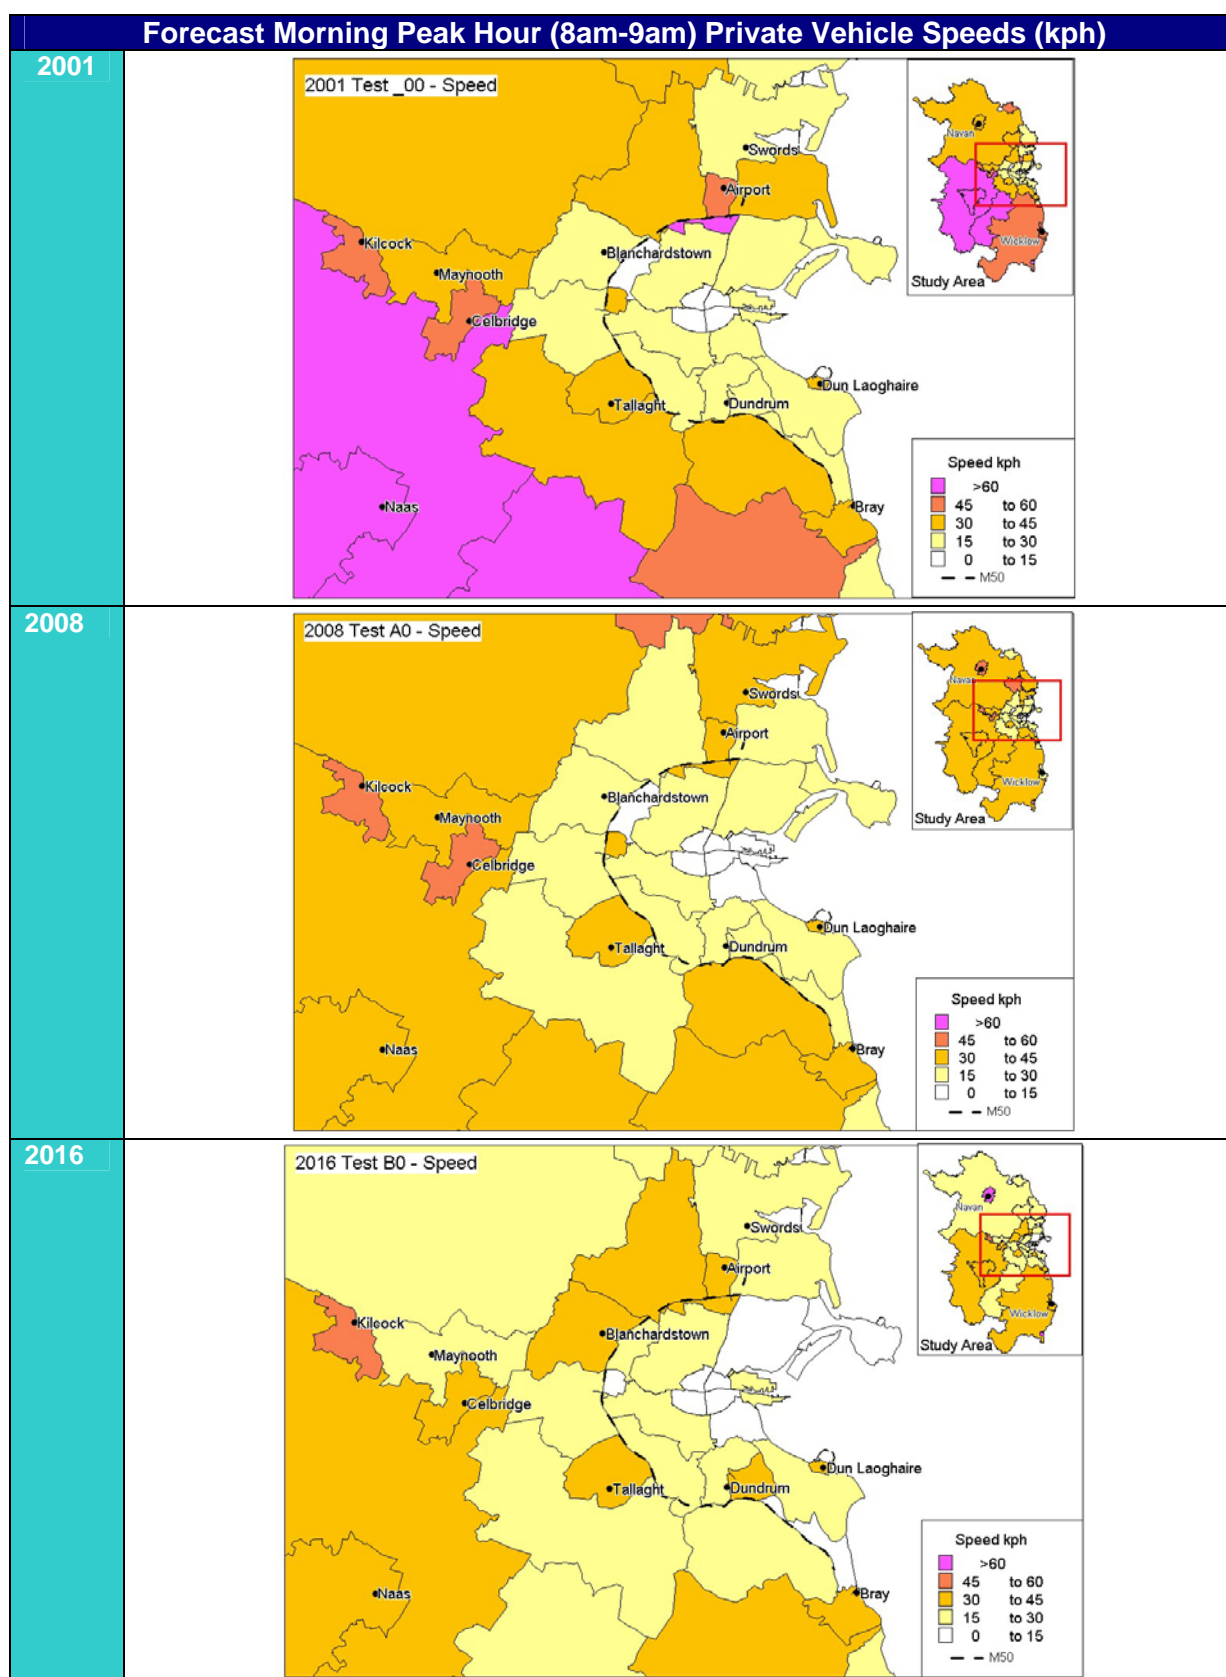 Forecast Morning Peak Hour (8am-9am) Private Vehicle Speeds (kph)
2001
2001 Test _00 - Speed
Navan
Wicklow
Study Area
Swords
Airport
Kilcock
Blanchardstown
Maynooth
Celbridge
Dun Laoghaire
Tallaght
Dundrum
Naas
Bray
Speed kph
>60
45 to 60
30 to 45
15 to 30
0 to 15
M50
2008
2008 Test A0 - Speed
Navan
Wicklow
Study Area
Swords
Airport
Kilcock
Blanchardstown
Maynooth
Celbridge
Dun Laoghaire
Tallaght
Dundrum
Naas
Bray
Speed kph
>60
45 to 60
30 to 45
15 to 30
0 to 15
M50
2016
2016 Test B0 - Speed
Navan
Wicklow
Study Area
Swords
Airport
Kilcock
Blanchardstown
Maynooth
Celbridge
Dun Laoghaire
Tallaght
Dundrum
Naas
Bray
Speed kph
>60
45 to 60
30 to 45
15 to 30
0 to 15
M50